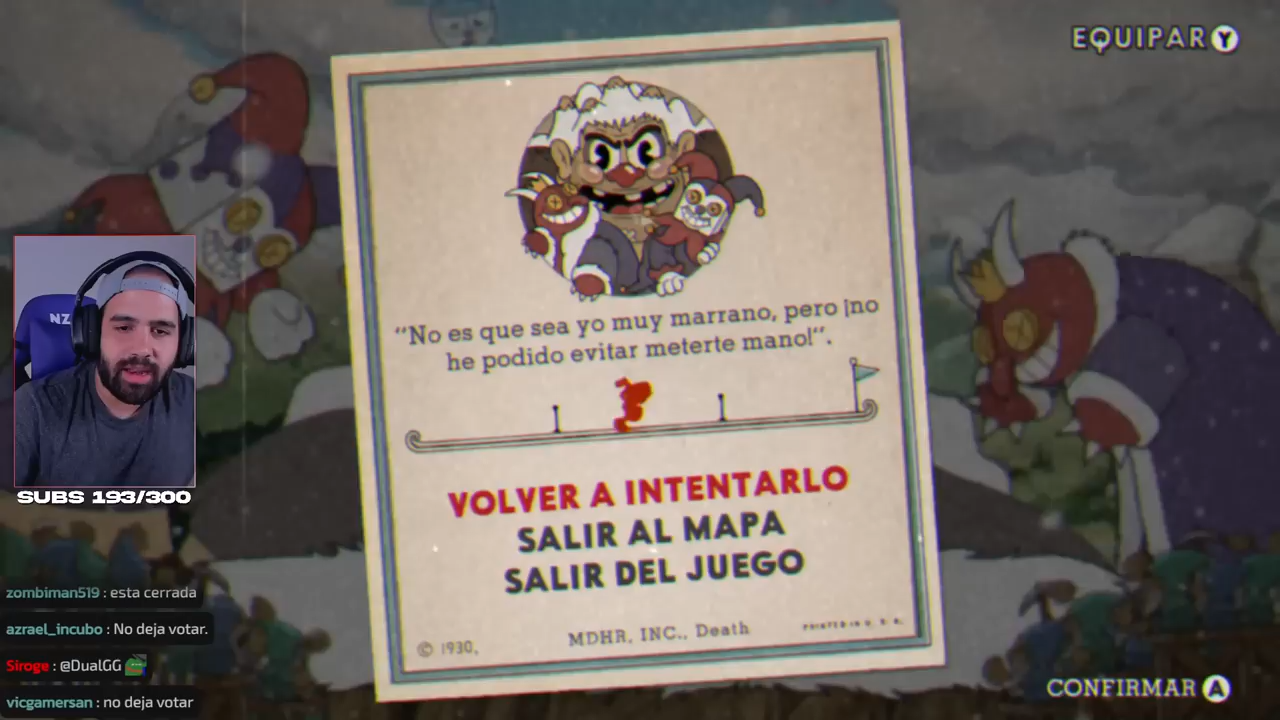 EQUIPAR Y
"No es que sea yo muy marrano, pero ¡no
he podido evitar meterte mano!".
NZ
SUBS 193/300
VOLVER A INTENTARLO
SALIR AL MAPA
SALIR DEL JUEGO
zombiman519 : esta cerrada
azrael_incubo : No deja votar.
Siroge : @DualGG
vicgamersan : no deja votar
© 1930, MDHR, INC., Death PRINTED IN U. S. A.
CONFIRMAR A